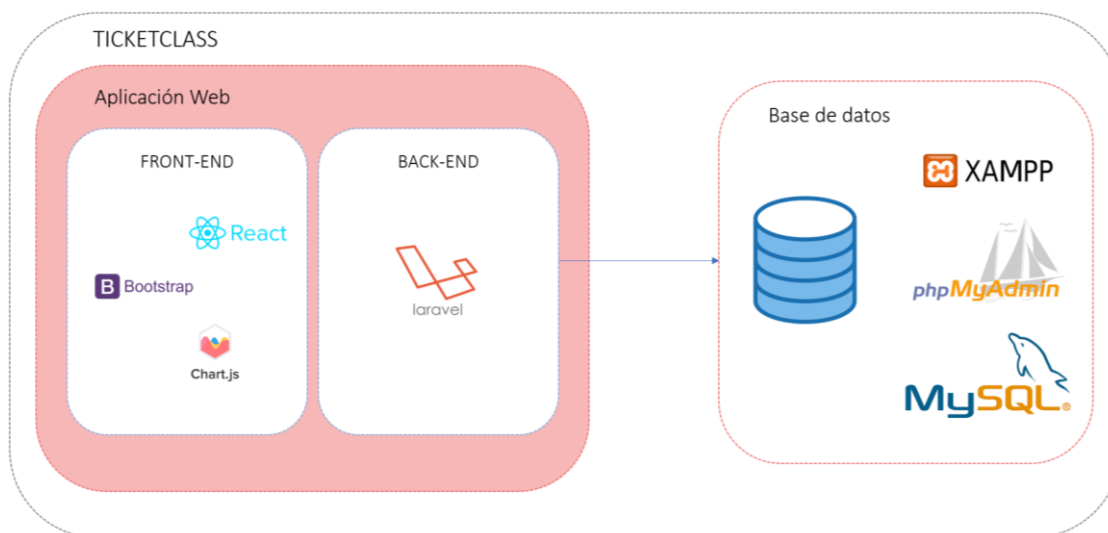 TICKETCLASS
Aplicación Web
FRONT-END
React
B Bootstrap
Chart.js
BACK-END
laravel
Base de datos
XAMPP
phpMyAdmin
MySQL®